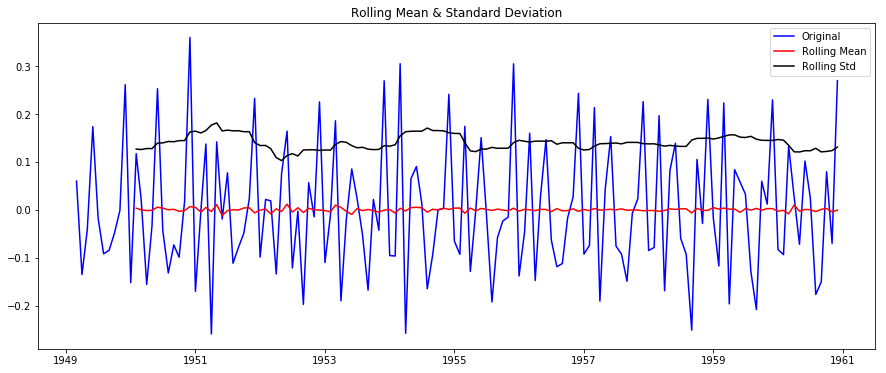 Rolling Mean & Standard Deviation
Original
Rolling Mean
Rolling Std
0.3
0.2
0.1
0.0
−0.1
−0.2
1949 1951 1953 1955 1957 1959 1961